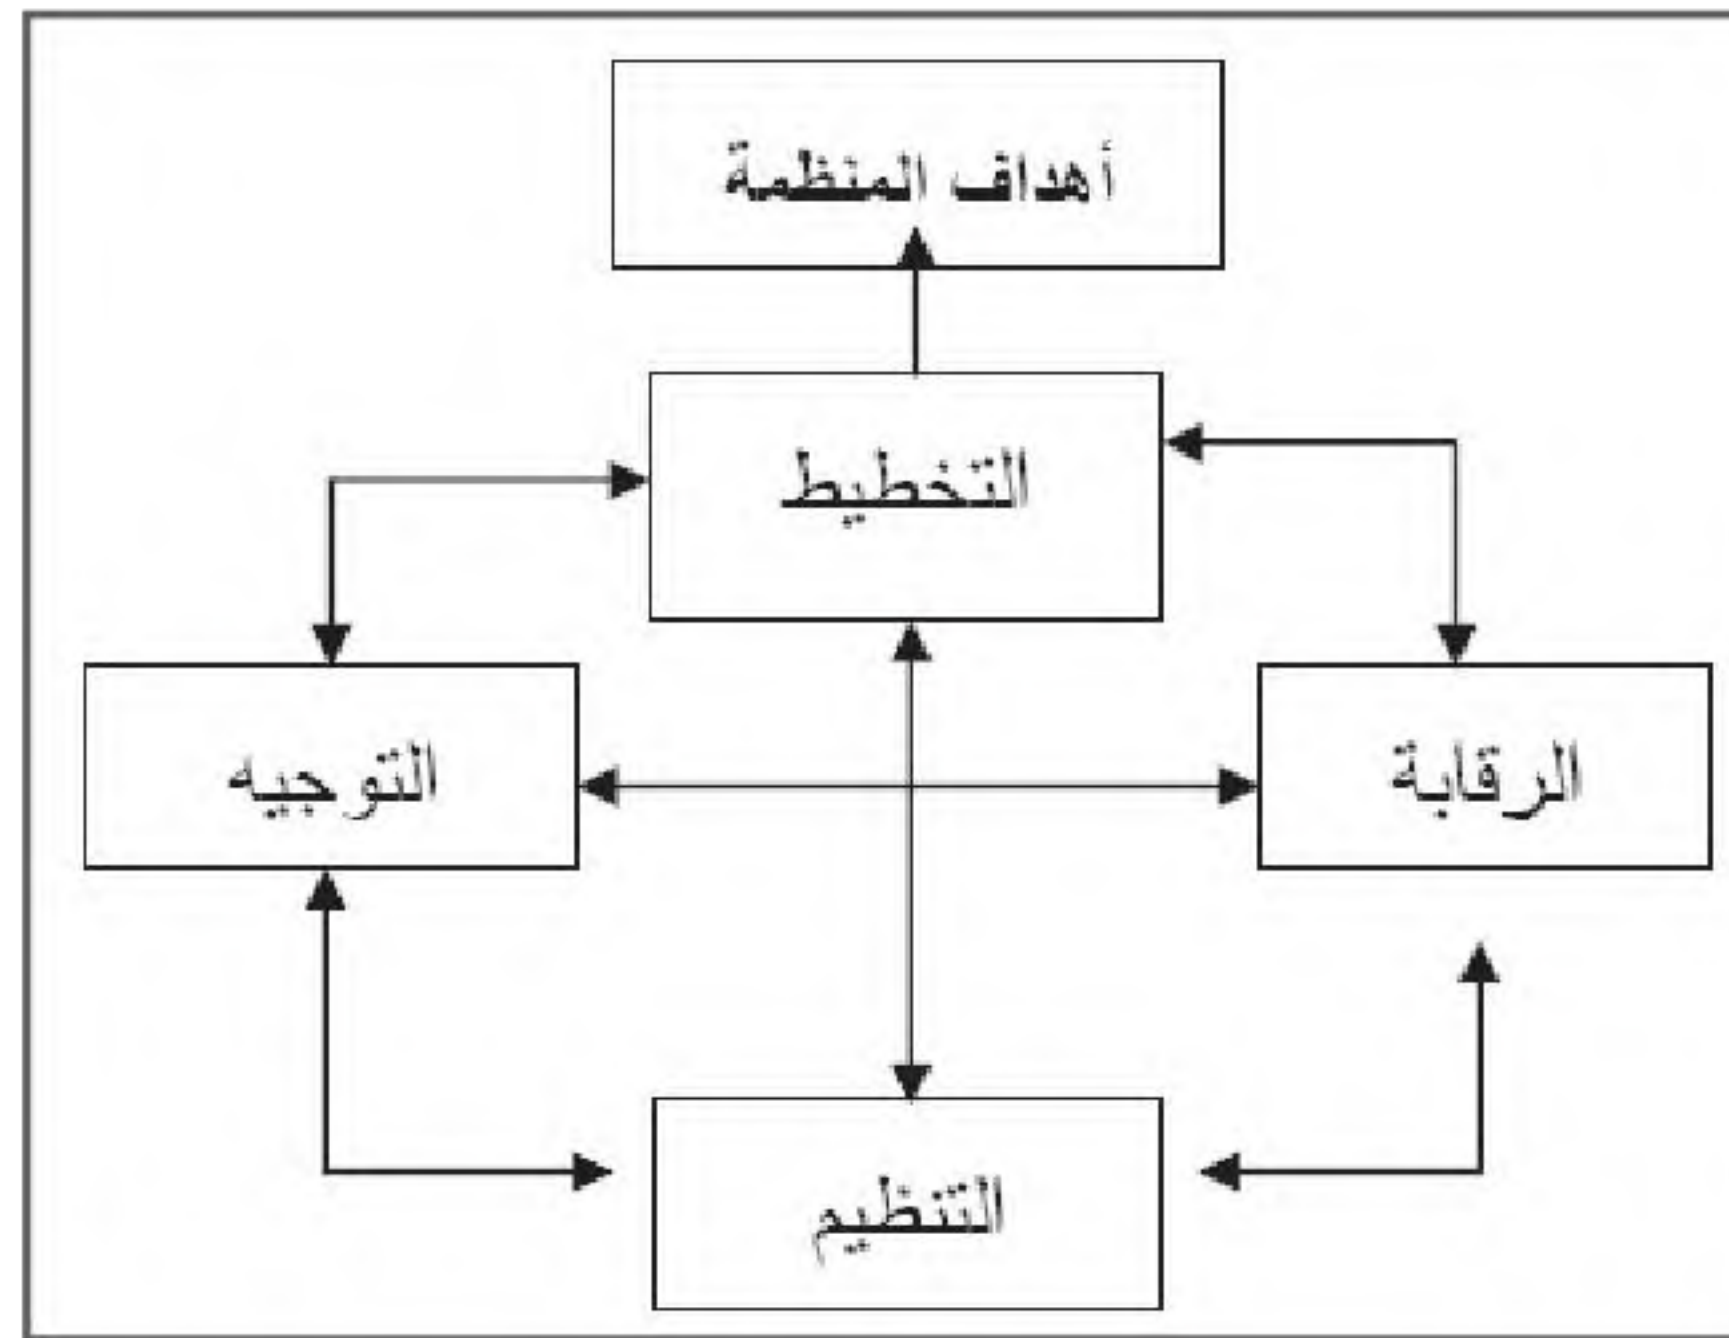 أهداف المنظمة
التخطيط
الرقابة
التوجيه
التنظيم